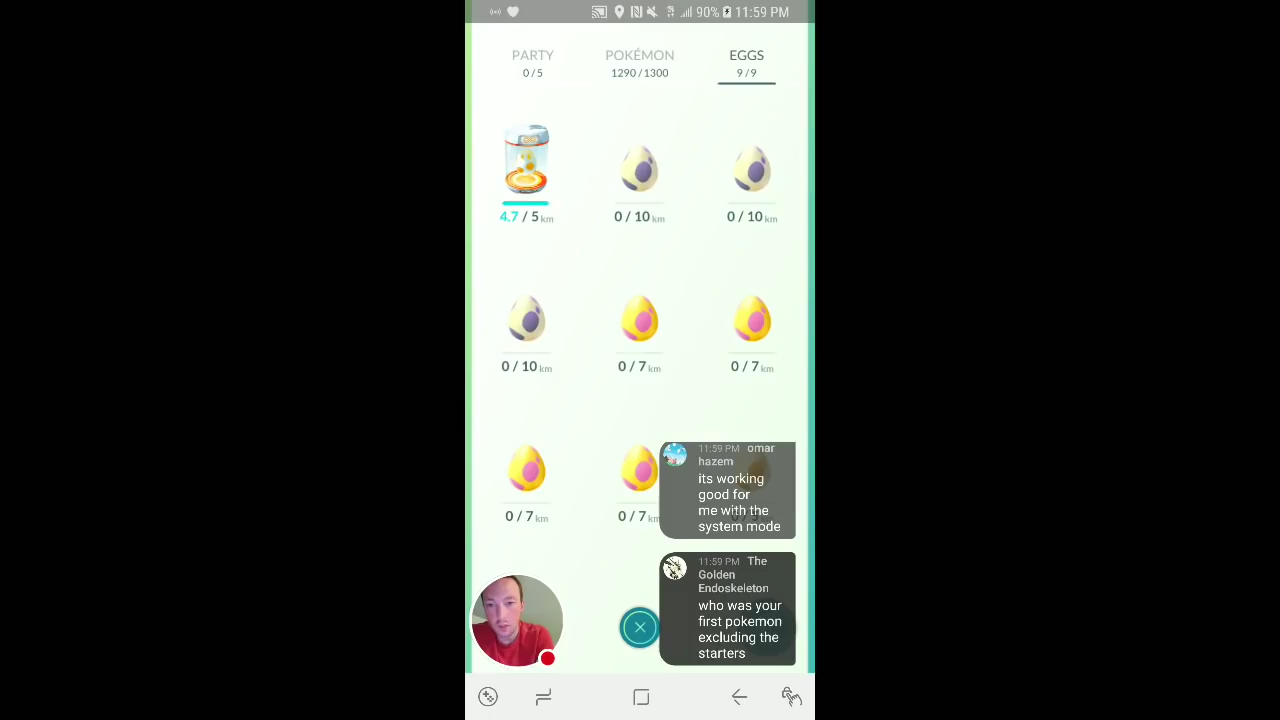 90% 11:59 PM
PARTY
0 / 5
POKÉMON
1290 / 1300
EGGS
9 / 9
4.7 / 5 km
0 / 10 km
0 / 10 km
0 / 10 km
0 / 7 km
0 / 7 km
0 / 7 km
0 / 7 km
11:59 PM omar
hazem
its working
good for
me with the
system mode
11:59 PM The
Golden
Endoskeleton
who was your
first pokemon
excluding the
starters